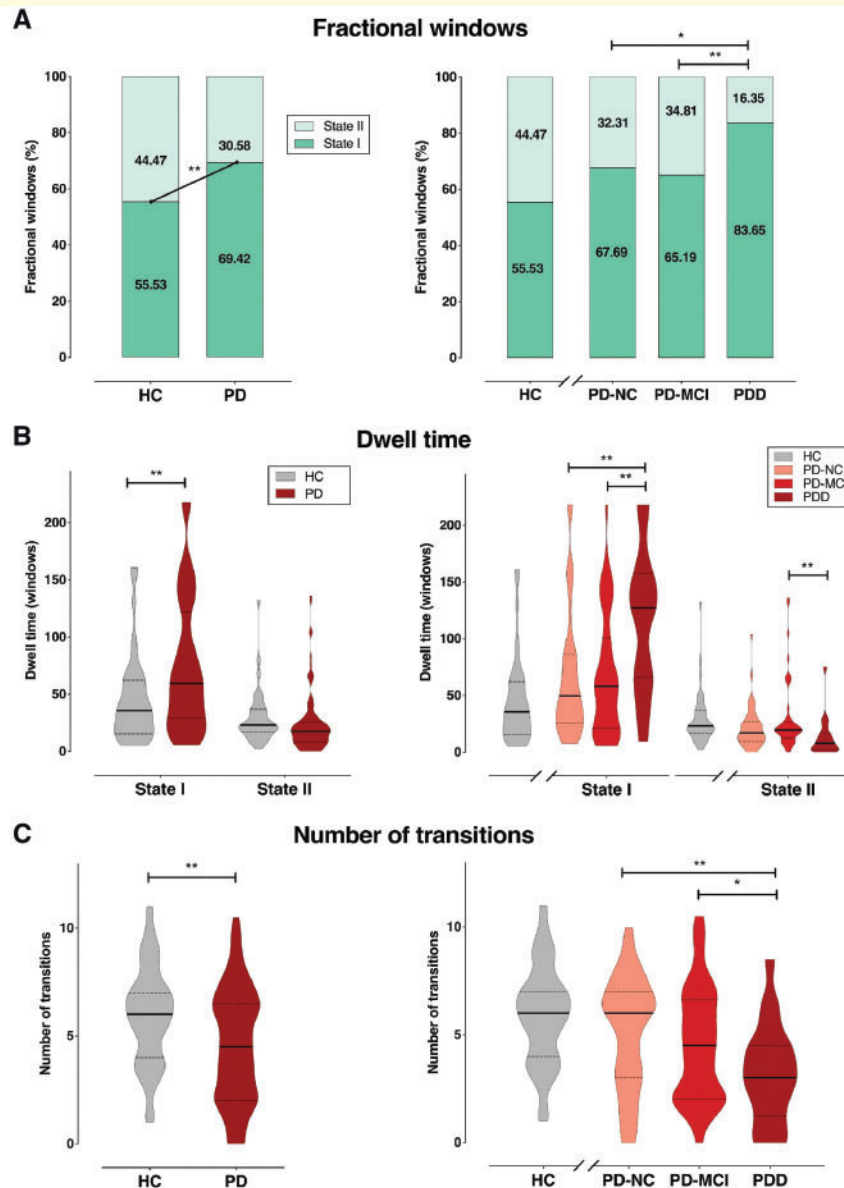 A
Fractional windows
Fractional windows (%)
100
80
60
40
20
0
44.47
55.53
30.58
69.42
**
State II
State I
HC
PD
Fractional windows (%)
100
80
60
40
20
0
*
**
44.47
55.53
32.31
67.69
34.81
65.19
16.35
83.65
HC
PD-NC
PD-MCI
PDD
B
Dwell time
Dwell time (windows)
200
150
100
50
0
**
HC
PD
State I
State II
Dwell time (windows)
200
150
100
50
0
**
**
**
HC
PD-NC
PD-MCI
PDD
State I
State II
C
Number of transitions
Number of transitions
10
5
0
**
HC
PD
Number of transitions
10
5
0
**
*
HC
PD-NC
PD-MCI
PDD